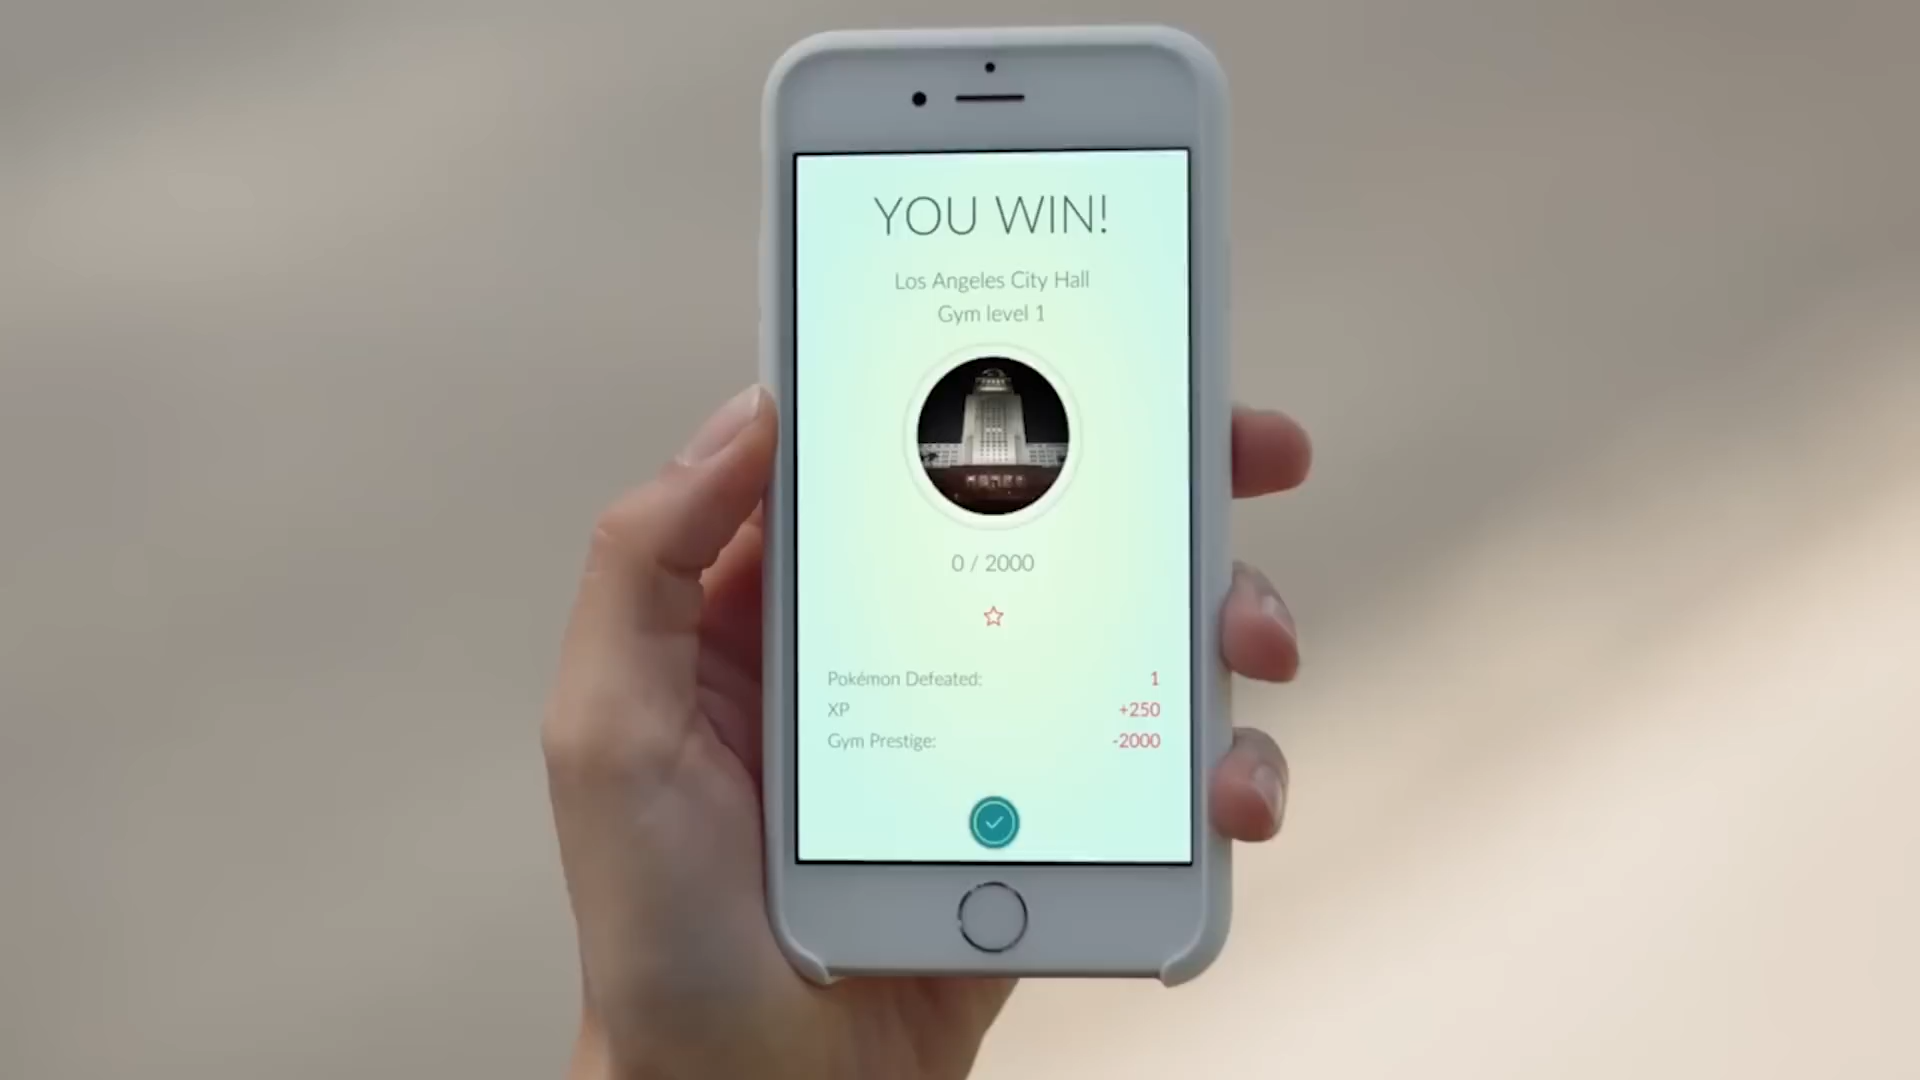 YOU WIN!
Los Angeles City Hall
Gym level 1
0 / 2000
Pokémon Defeated: 1
XP +250
Gym Prestige: -2000